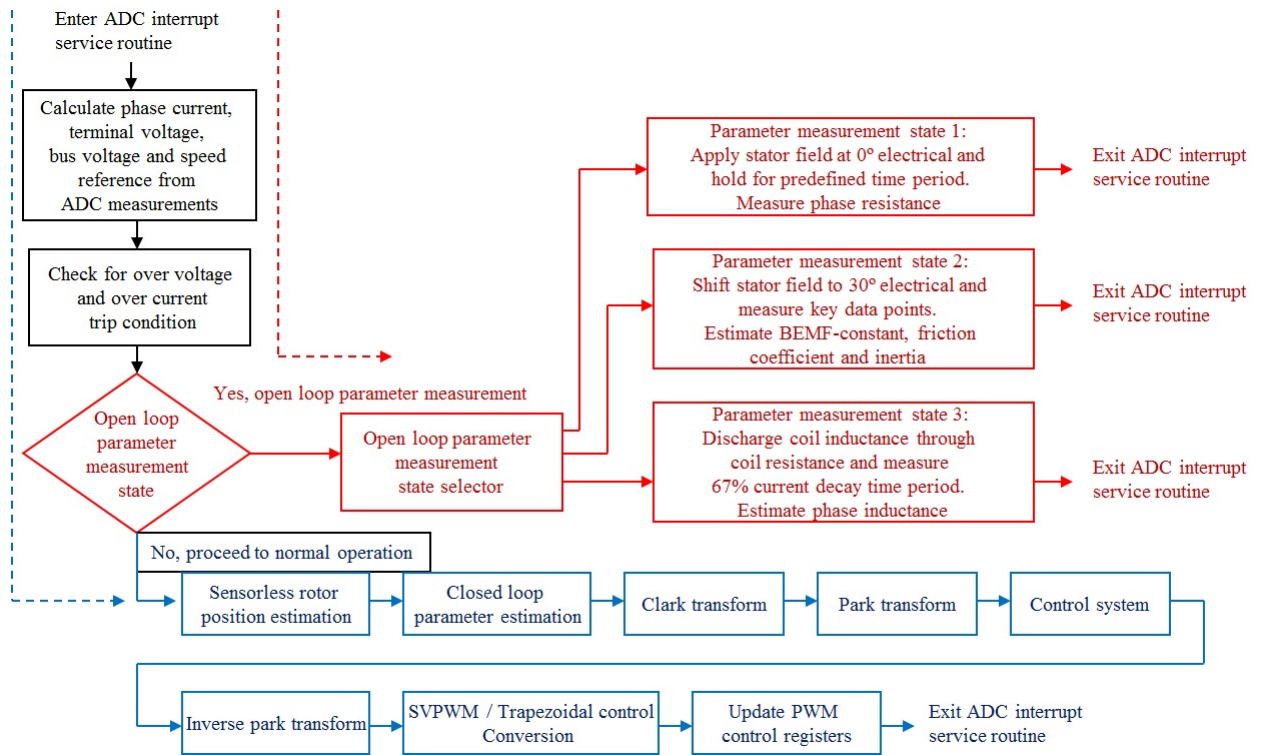 Enter ADC interrupt
service routine
Calculate phase current,
terminal voltage,
bus voltage and speed
reference from
ADC measurements
Check for over voltage
and over current
trip condition
Open loop
parameter
measurement
state
Yes, open loop parameter measurement
Open loop parameter
measurement
state selector
Parameter measurement state 1:
Apply stator field at 0º electrical and
hold for predefined time period.
Measure phase resistance
Exit ADC interrupt
service routine
Parameter measurement state 2:
Shift stator field to 30º electrical and
measure key data points.
Estimate BEMF-constant, friction
coefficient and inertia
Exit ADC interrupt
service routine
Parameter measurement state 3:
Discharge coil inductance through
coil resistance and measure
67% current decay time period.
Estimate phase inductance
Exit ADC interrupt
service routine
No, proceed to normal operation
Sensorless rotor
position estimation
Closed loop
parameter estimation
Clark transform
Park transform
Control system
Inverse park transform
SVPWM / Trapezoidal control
Conversion
Update PWM
control registers
Exit ADC interrupt
service routine